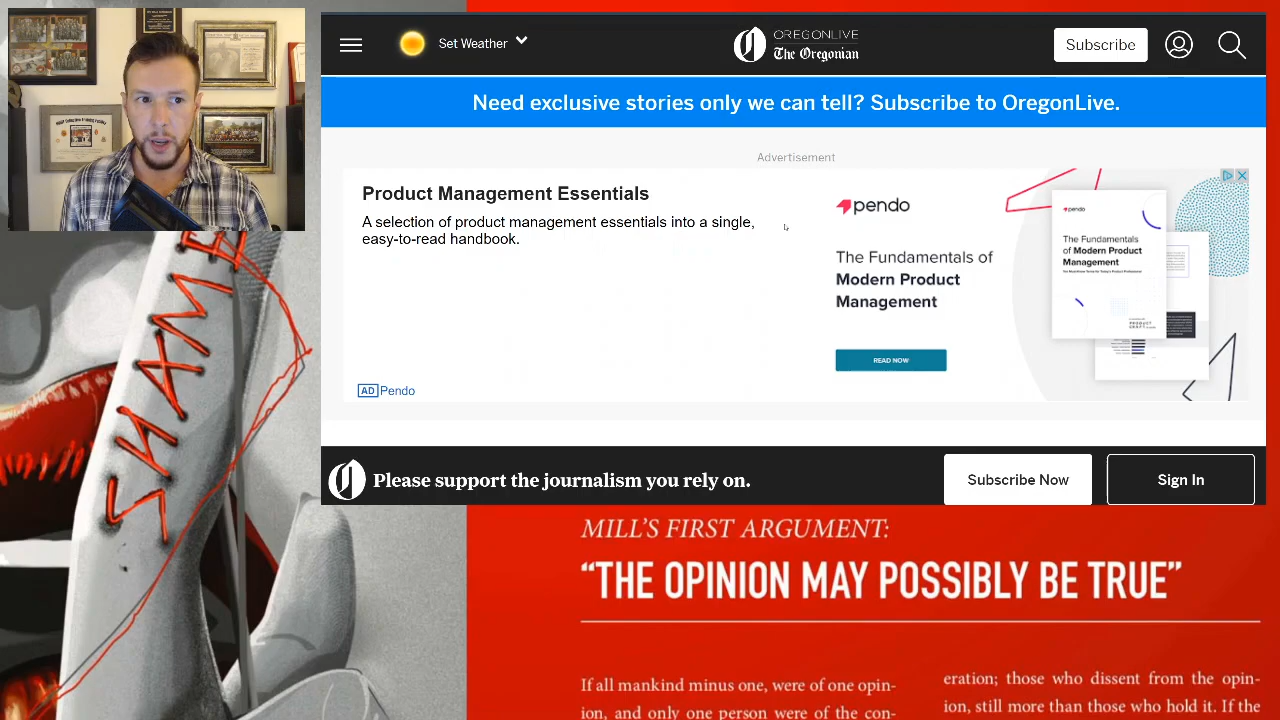 Set Weather
OREGONLIVE
The Oregonian
Subscribe
Need exclusive stories only we can tell? Subscribe to OregonLive.
Advertisement
Product Management Essentials
A selection of product management essentials into a single,
easy-to-read handbook.
AD Pendo
pendo
The Fundamentals of
Modern Product
Management
READ NOW
pendo
The Fundamentals
of Modern Product
Management
Please support the journalism you rely on.
Subscribe Now
Sign In
MILL’S FIRST ARGUMENT:
“THE OPINION MAY POSSIBLY BE TRUE”
If all mankind minus one, were of one opin-
ion, and only one person were of the con-
eration; those who dissent from the opin-
ion, still more than those who hold it. If the